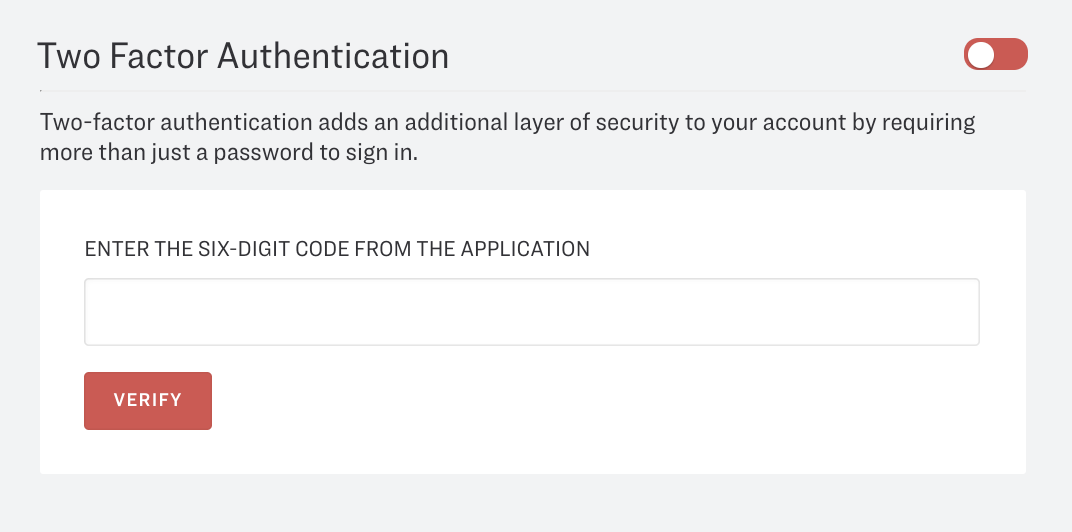 Two Factor Authentication
Two-factor authentication adds an additional layer of security to your account by requiring
more than just a password to sign in.
ENTER THE SIX-DIGIT CODE FROM THE APPLICATION
VERIFY